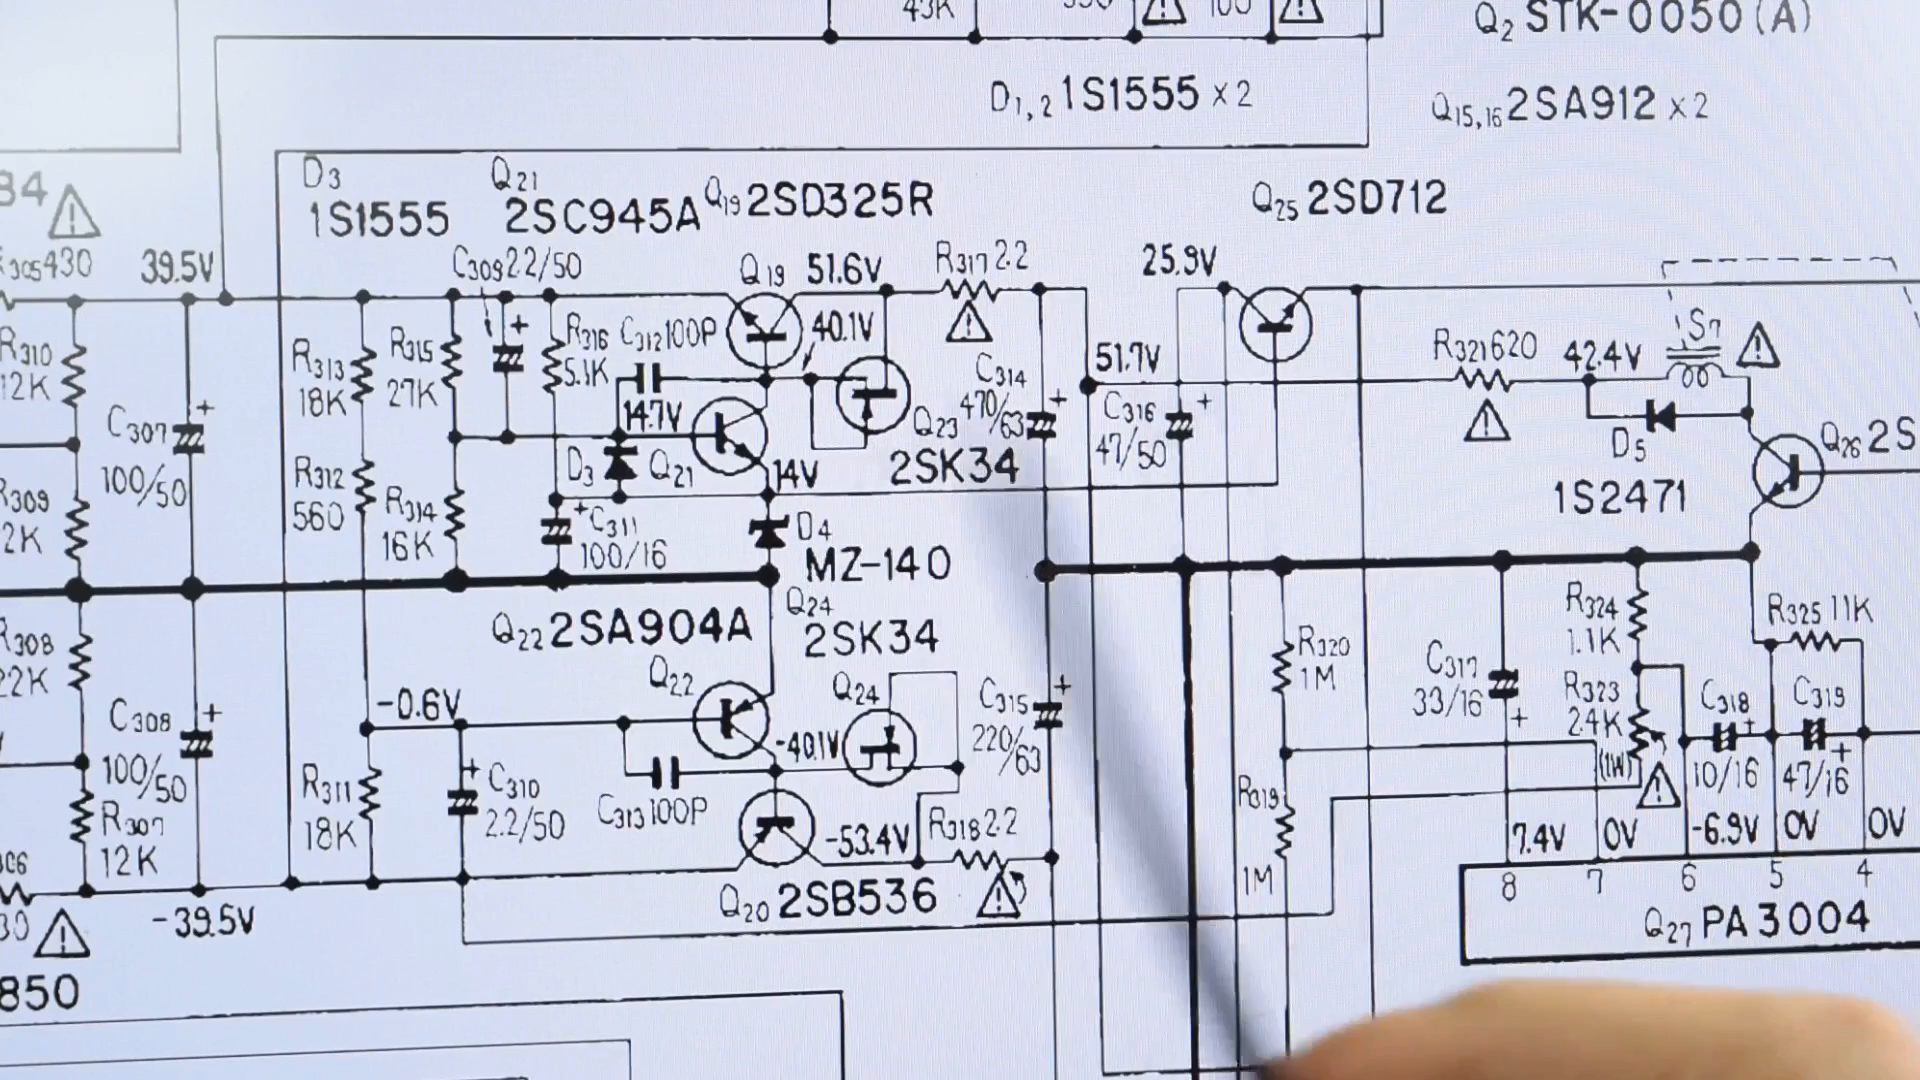 43K
100
Q2 STK-0050 (A)
D1,2 1S1555 x 2
Q15,16 2SA912 x 2
D3
1S1555
Q21
2SC945A
Q19 2SD325R
Q25 2SD712
84
R305 430
39.5V
C309 2.2/50
Q19
51.6V
R317 2.2
25.9V
R310
12K
R313
18K
R315
27K
+
R316
5.1K
C312 100P
40.1V
51.7V
R321 620
42.4V
S7
C307
100/50
+
14.7V
Q23
2SK34
C314
470/63
+
C316
47/50
+
D5
1S2471
Q26 2S
R309
2K
R312
560
R314
16K
D3
Q21
14V
+
C311
100/16
D4
MZ-140
Q22 2SA904A
Q24
2SK34
R308
22K
-0.6V
Q22
Q24
C315
220/63
+
R320
1M
C317
33/16
+
R324
1.1K
R323
2.4K
(1W)
R325 11K
C318
10/16
+
C319
47/16
+
C308
100/50
+
-40.1V
R307
12K
R311
18K
+
C310
2.2/50
C313 100P
-53.4V
R318 2.2
R319
1M
7.4V
0V
-6.9V
0V
0V
-39.5V
Q20 2SB536
8
7
6
5
4
Q27 PA3004
30
850